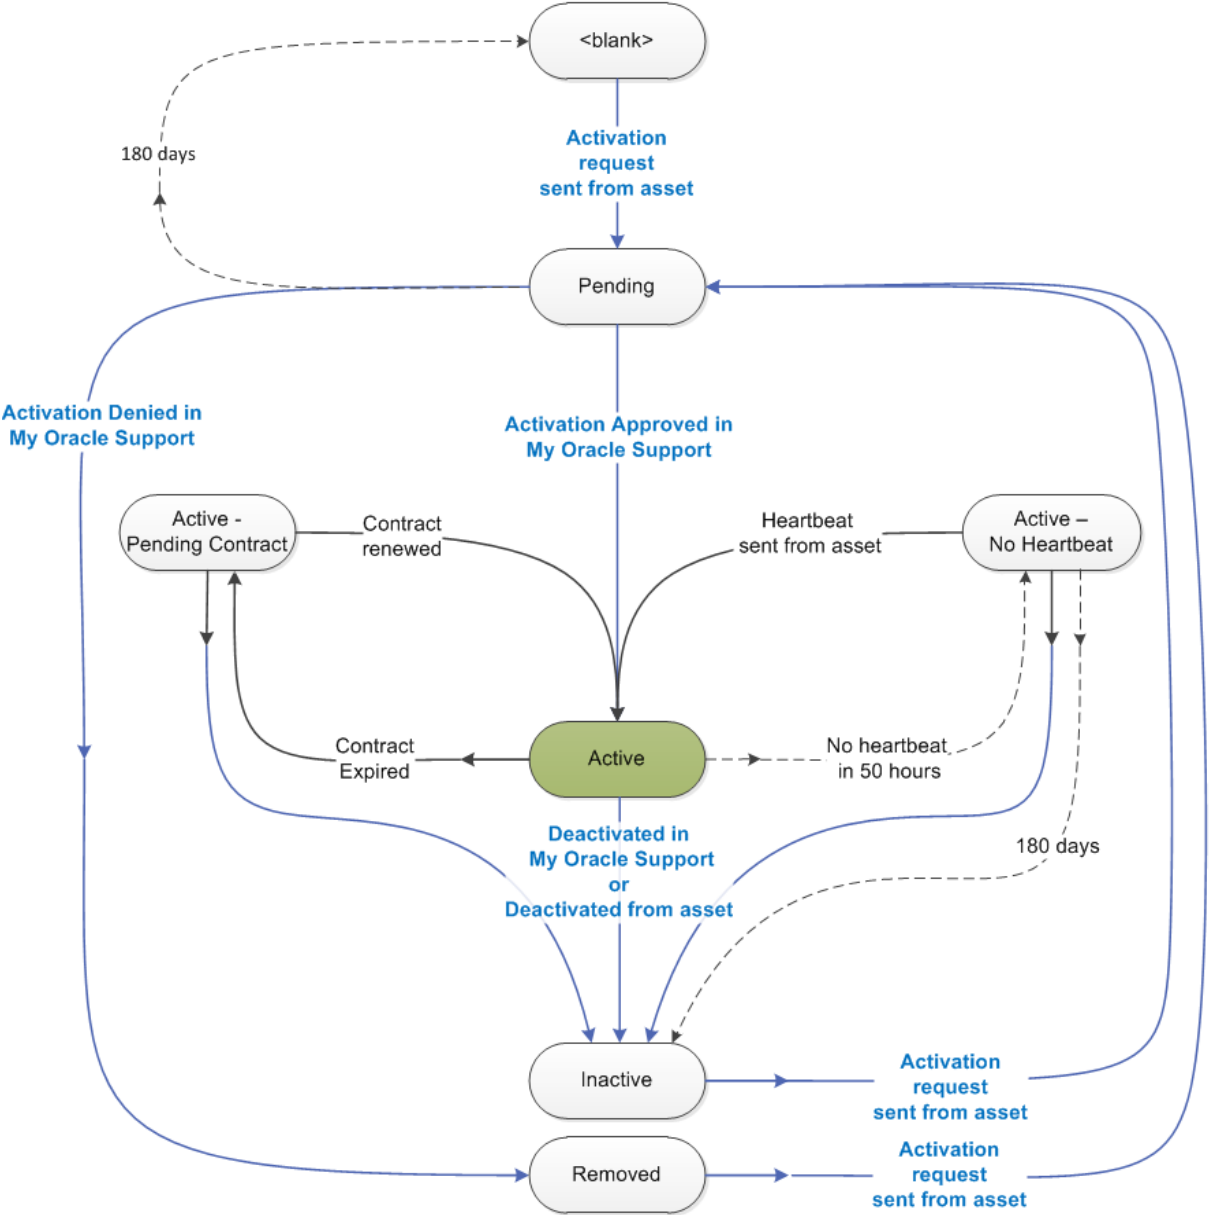 <blank>
Activation
request
sent from asset
180 days
Pending
Activation Denied in
My Oracle Support
Activation Approved in
My Oracle Support
Active -
Pending Contract
Contract
renewed
Heartbeat
sent from asset
Active –
No Heartbeat
Contract
Expired
Active
No heartbeat
in 50 hours
Deactivated in
My Oracle Support
or
Deactivated from asset
180 days
Inactive
Activation
request
sent from asset
Removed
Activation
request
sent from asset